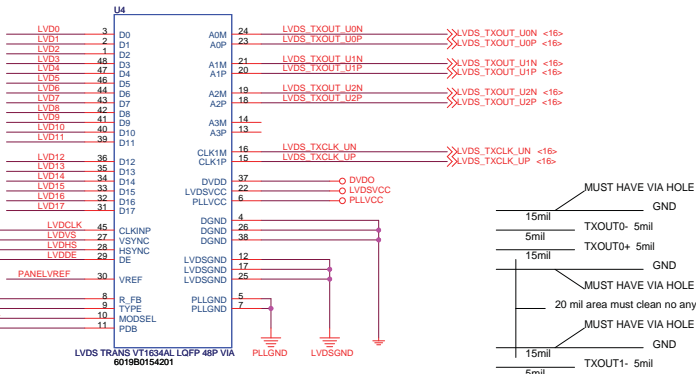 U4
LVD0 3 D0 A0M 24 LVDS_TXOUT_U0N LVDS_TXOUT_U0N <16>
LVD1 2 D1 A0P 23 LVDS_TXOUT_U0P LVDS_TXOUT_U0P <16>
LVD2 1 D2
LVD3 48 D3 A1M 21 LVDS_TXOUT_U1N LVDS_TXOUT_U1N <16>
LVD4 47 D4 A1P 20 LVDS_TXOUT_U1P LVDS_TXOUT_U1P <16>
LVD5 46 D5
LVD6 44 D6 A2M 19 LVDS_TXOUT_U2N LVDS_TXOUT_U2N <16>
LVD7 43 D7 A2P 18 LVDS_TXOUT_U2P LVDS_TXOUT_U2P <16>
LVD8 42 D8
LVD9 41 D9 A3M 14
LVD10 40 D10 A3P 13
LVD11 39 D11
CLK1M 16 LVDS_TXCLK_UN LVDS_TXCLK_UN <16>
LVD12 36 D12 CLK1P 15 LVDS_TXCLK_UP LVDS_TXCLK_UP <16>
LVD13 35 D13
LVD14 34 D14 DVDD 37 DVDO
LVD15 33 D15 LVDSVCC 22 LVDSVCC
LVD16 32 D16 PLLVCC 6 PLLVCC
LVD17 31 D17
DGND 4
LVDCLK 45 CLKINP DGND 26
LVDVS 27 VSYNC DGND 38
LVDHS 28 HSYNC
LVDDE 29 DE LVDSGND 12
LVDSGND 17
PANELVREF 30 VREF LVDSGND 25
8 R_FB PLLGND 5
9 TYPE PLLGND 7
10 MODSEL
11 PDB
LVDS TRANS VT1634AL LQFP 48P VIA
6019B0154201
PLLGND LVDSGND
MUST HAVE VIA HOLE
GND
15mil
TXOUT0- 5mil
5mil
TXOUT0+ 5mil
15mil
GND
MUST HAVE VIA HOLE
20 mil area must clean no any
MUST HAVE VIA HOLE
GND
15mil
TXOUT1- 5mil
5mil